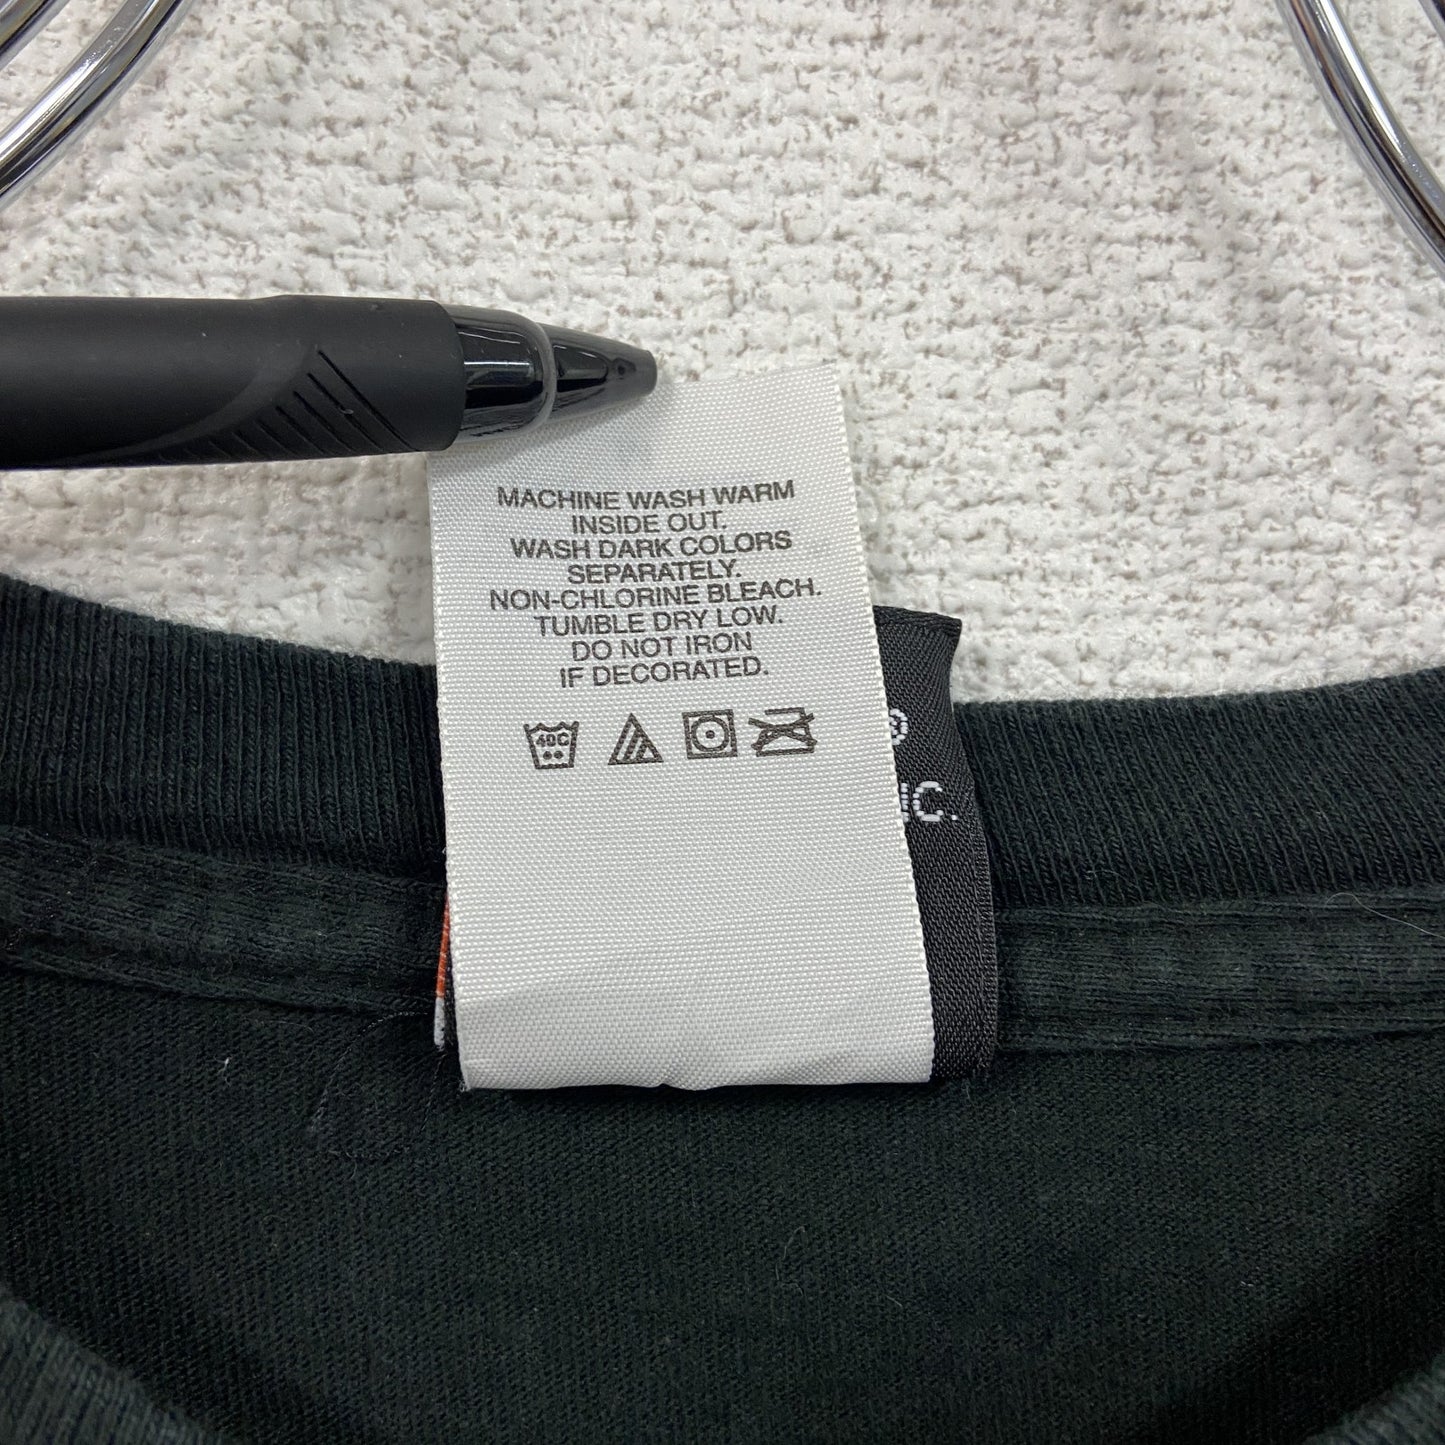 MACHINE WASH WARM
INSIDE OUT.
WASH DARK COLORS
SEPARATELY.
NON-CHLORINE BLEACH.
TUMBLE DRY LOW.
DO NOT IRON
IF DECORATED.
40C